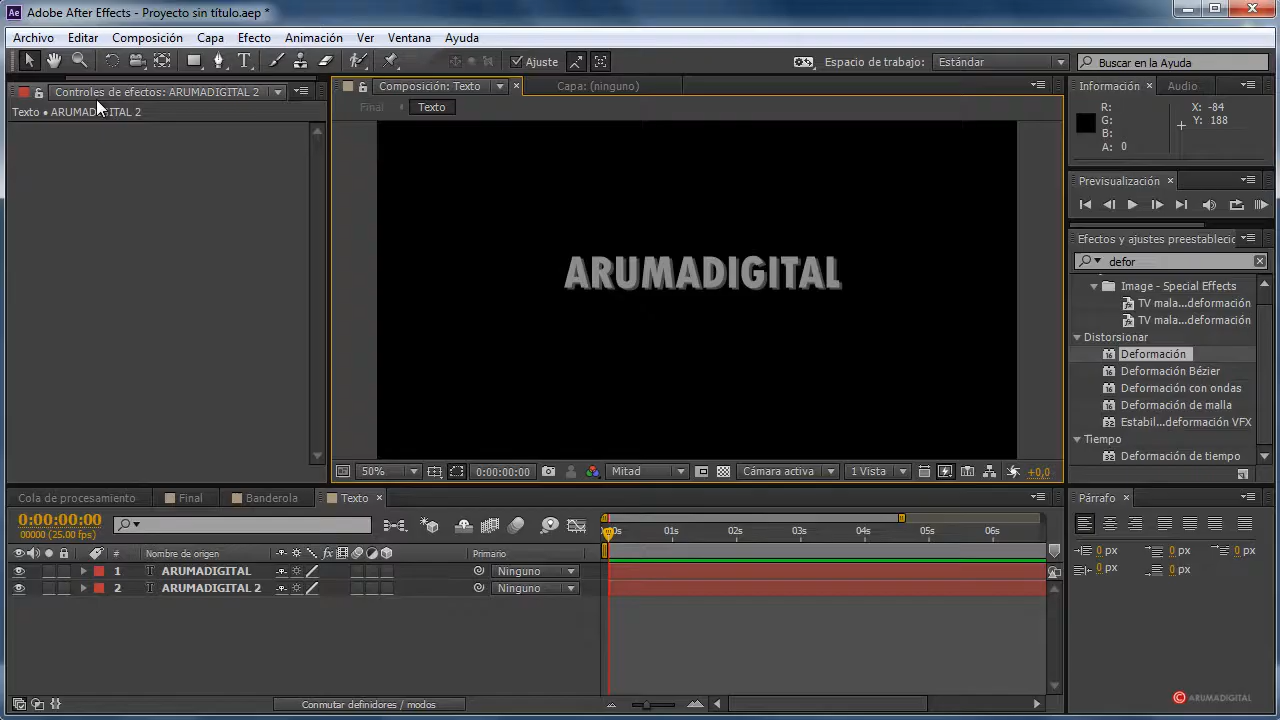 Adobe After Effects - Proyecto sin título.aep *
Archivo Editar Composición Capa Efecto Animación Ver Ventana Ayuda
Ajuste Espacio de trabajo: Estándar Buscar en la Ayuda
Controles de efectos: ARUMADIGITAL 2
Texto • ARUMADIGITAL 2
Composición: Texto
Capa: (ninguno)
Final Texto
Información Audio
R:
G:
B:
A: 0
X: -84
Y: 188
Previsualización
Efectos y ajustes preestablecic
defor
Image - Special Effects
TV mala...deformación
TV mala...deformación
Distorsionar
Deformación
Deformación Bézier
Deformación con ondas
Deformación de malla
Estabil...deformación VFX
Tiempo
Deformación de tiempo
ARUMADIGITAL
50% 0:00:00:00 Mitad Cámara activa 1 Vista +0,0
Cola de procesamiento Final Banderola Texto
0:00:00:00
00000 (25.00 fps)
# Nombre de origen fx Primario
1 ARUMADIGITAL Ninguno
2 ARUMADIGITAL 2 Ninguno
01s 02s 03s 04s 05s 06s
Conmutar definidores / modos
Párrafo
0 px 0 px 0 px
0 px 0 px
© ARUMADIGITAL